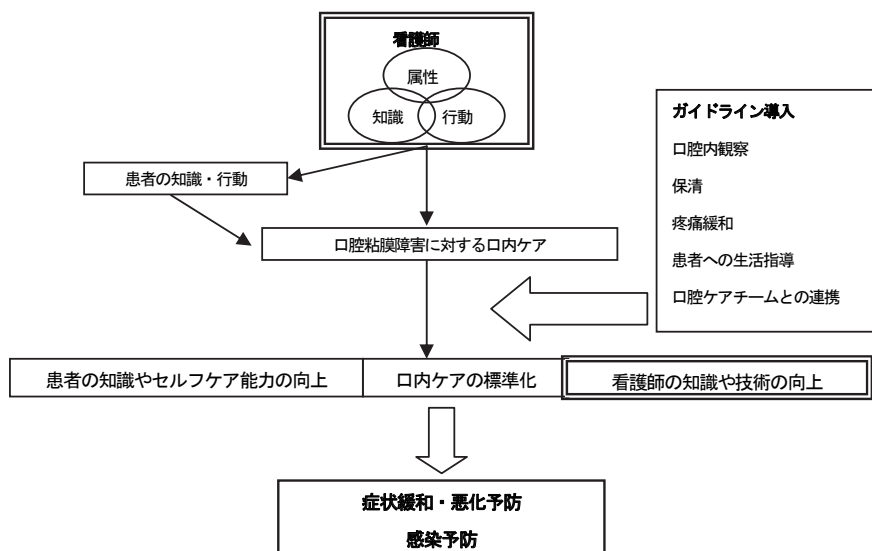 看護師
属性
知識
行動
ガイドライン導入
口腔内観察
保清
疼痛緩和
患者への生活指導
口腔ケアチームとの連携
患者の知識・行動
口腔粘膜障害に対する口内ケア
患者の知識やセルフケア能力の向上
口内ケアの標準化
看護師の知識や技術の向上
症状緩和・悪化予防
感染予防